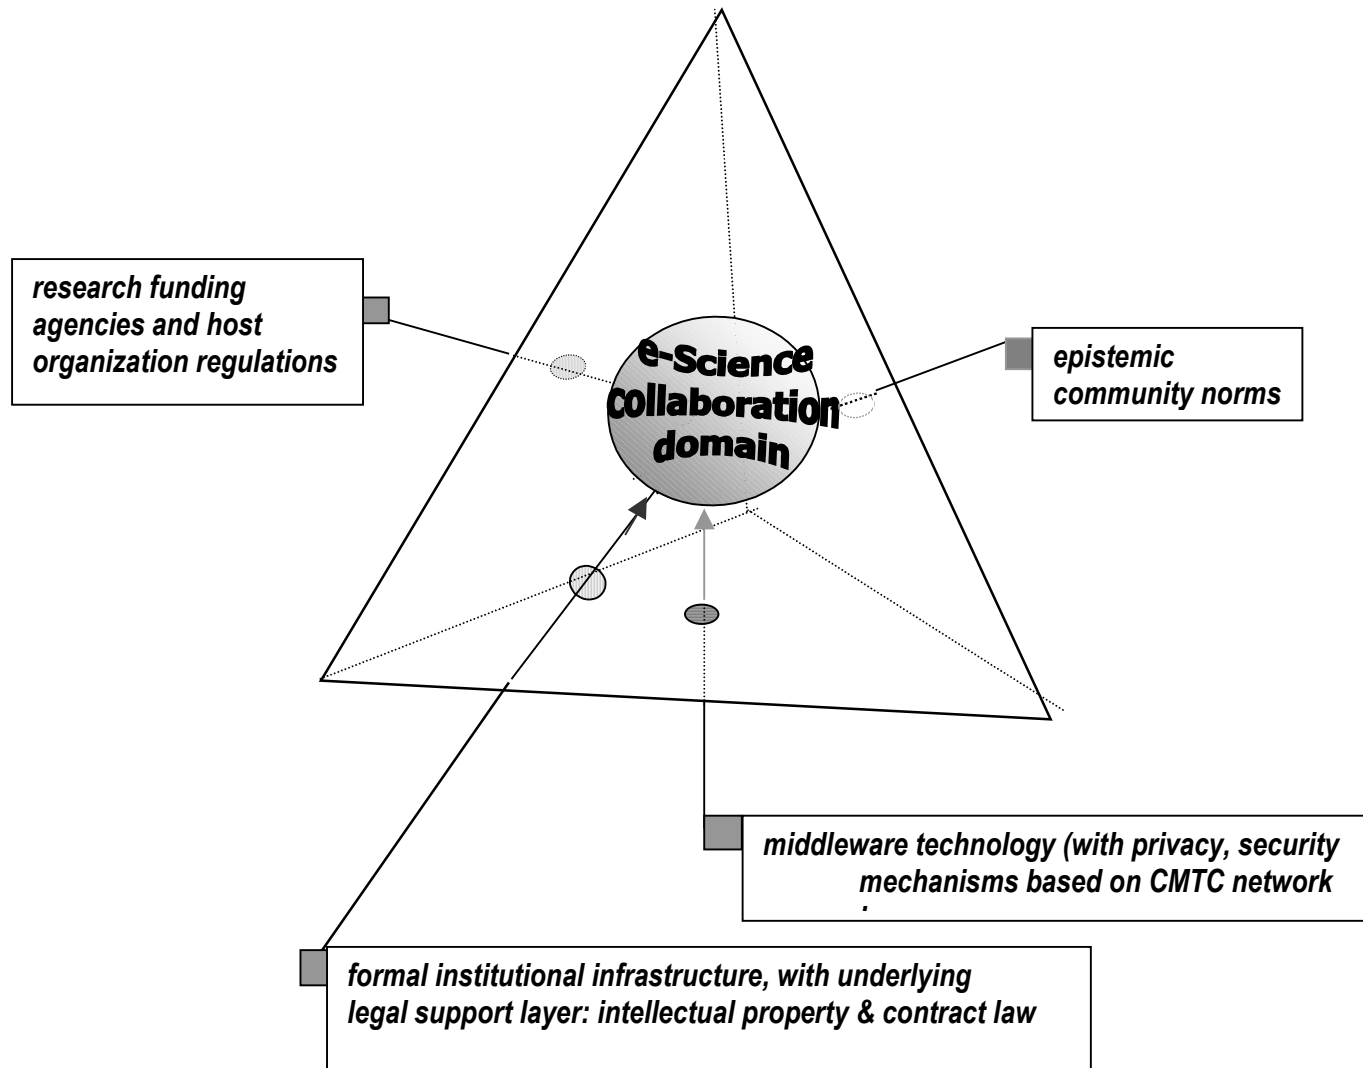 research funding
agencies and host
organization regulations
e-Science
collaboration
domain
epistemic
community norms
middleware technology (with privacy, security
mechanisms based on CMTC network
formal institutional infrastructure, with underlying
legal support layer: intellectual property & contract law